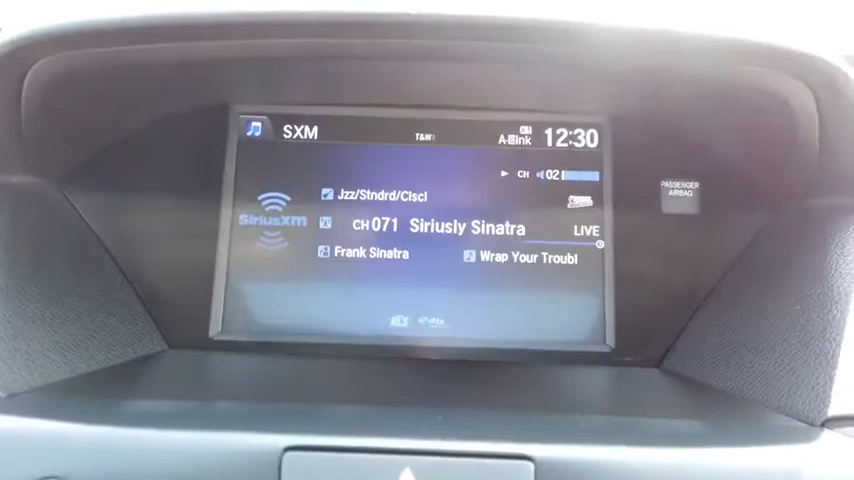 SXM T&W 12:30
CH 02
Jzz/Stndrd/Clscl
SiriusXM
CH 071 Siriusly Sinatra LIVE
Frank Sinatra Wrap Your Troubl
PASSENGER
AIRBAG